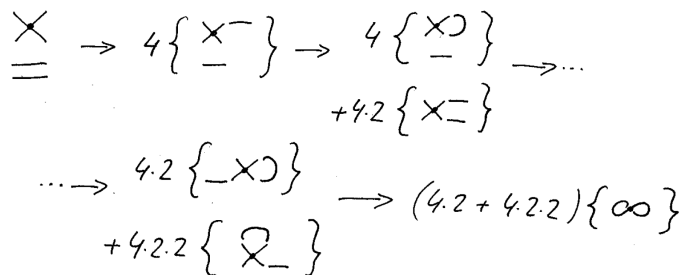 → 4 { } → 4 { } → ...
+4.2 { }
... → 4.2 { } → (4.2 + 4.2.2) {∞}
+4.2.2 { }